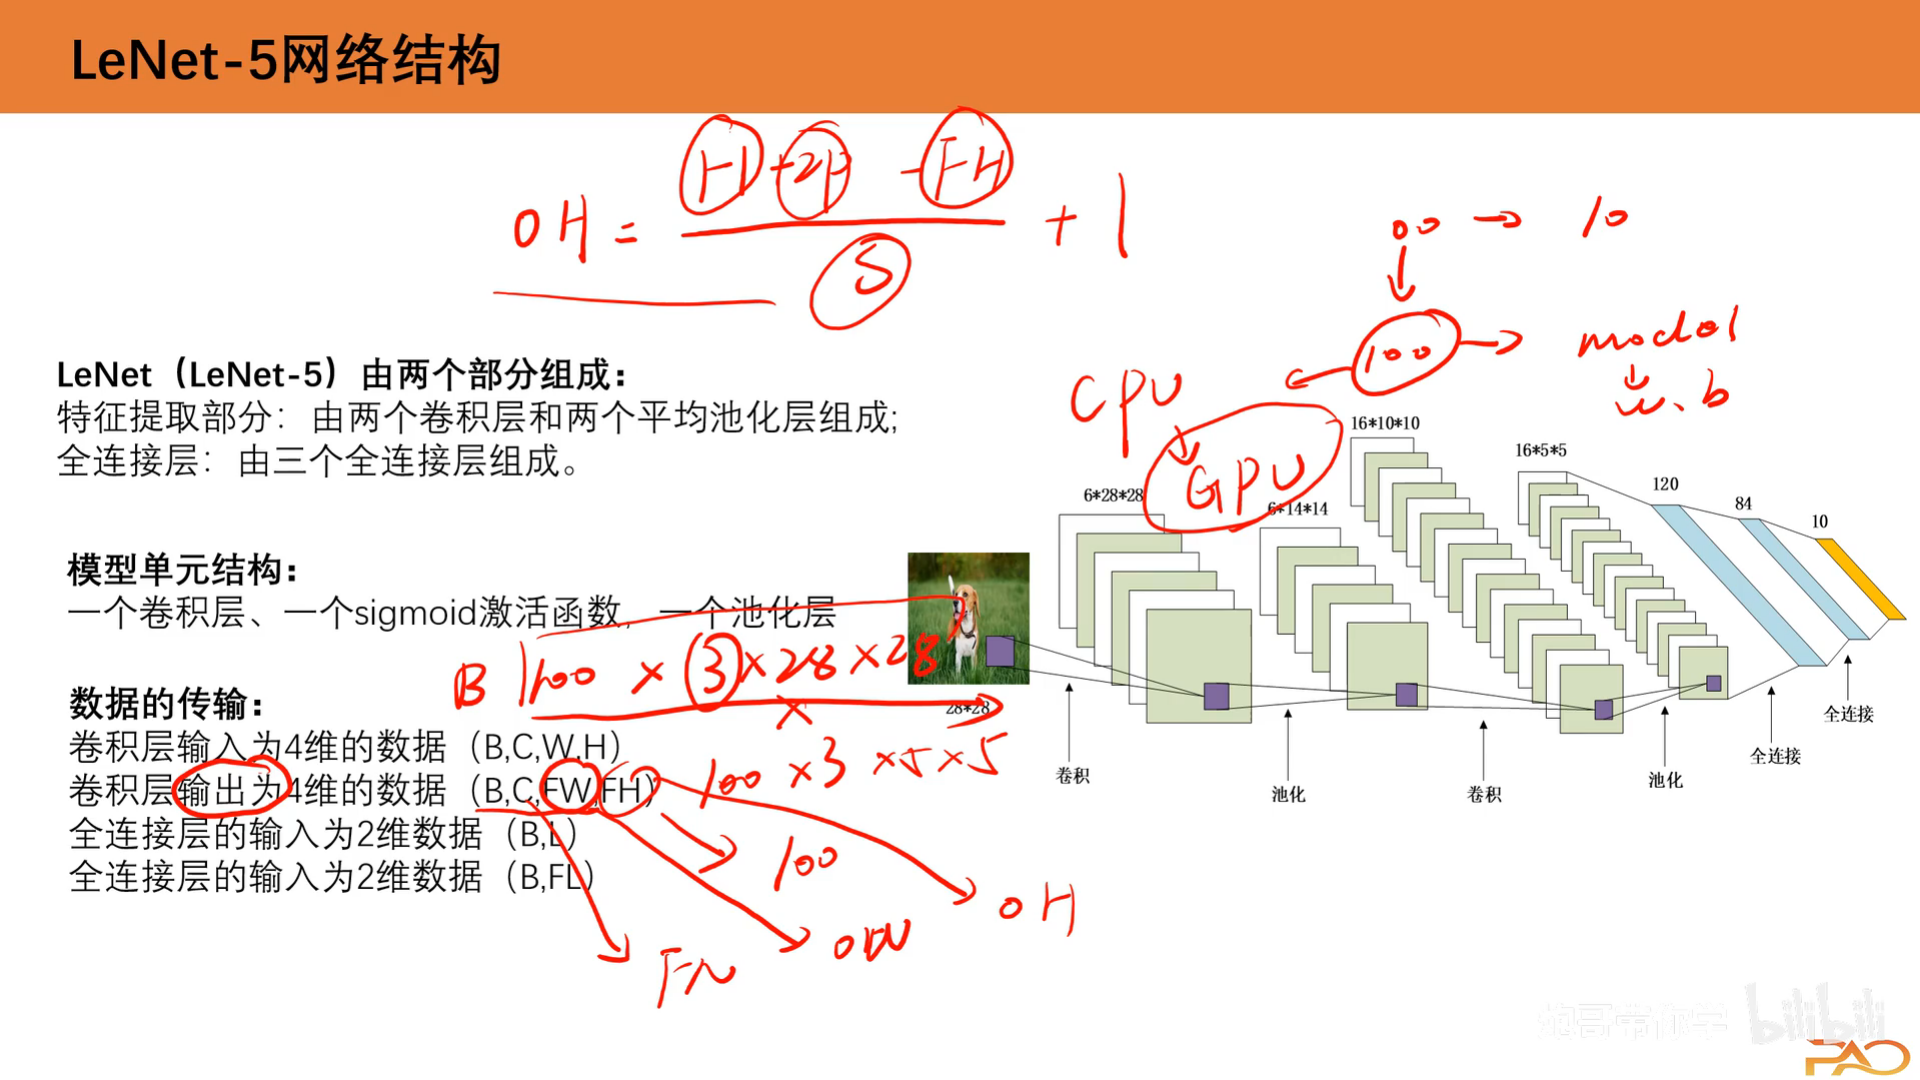 LeNet-5网络结构
OH = (H+2P-FH)/S + 1
00 → 10
100 → model
w、b
CPU
GPU
LeNet（LeNet-5）由两个部分组成：
特征提取部分：由两个卷积层和两个平均池化层组成;
全连接层：由三个全连接层组成。
16*10*10
16*5*5
120
84
10
6*28*28
6*14*14
模型单元结构：
一个卷积层、一个sigmoid激活函数，一个池化层
B 100 × 3 × 28 × 28
28*28
数据的传输：
卷积层输入为4维的数据（B,C,W,H）
卷积层输出为4维的数据（B,C,FW,FH）
100 ×3 ×5×5
全连接层的输入为2维数据（B,L）
全连接层的输入为2维数据（B,FL）
100
OH
OW
FN
卷积
池化
卷积
池化
全连接
全连接
bilibili
PAO